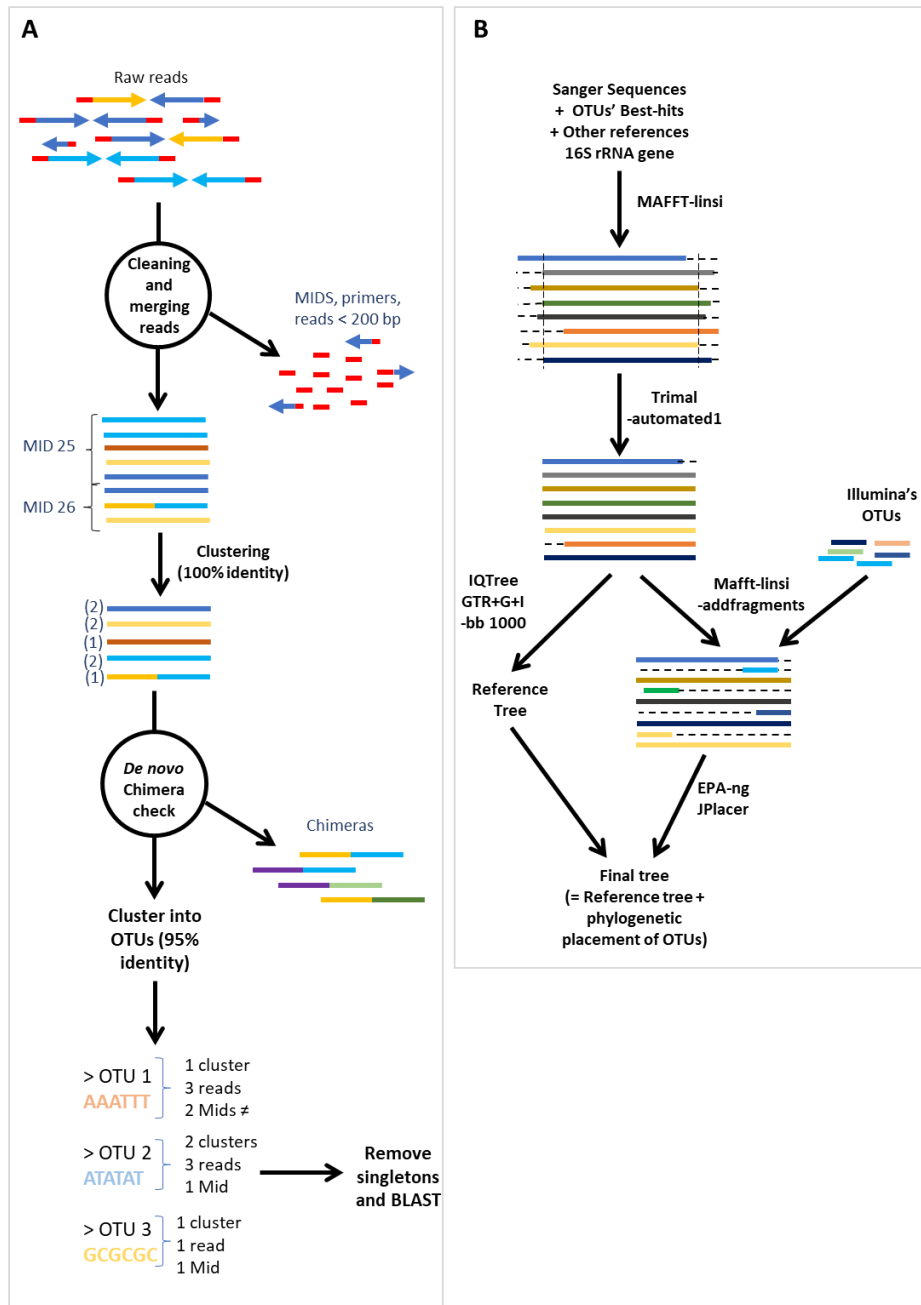 A
Raw reads
Cleaning
and
merging
reads
MIDS, primers,
reads < 200 bp
MID 25
MID 26
Clustering
(100% identity)
(2)
(2)
(1)
(2)
(1)
De novo
Chimera
check
Chimeras
Cluster into
OTUs (95%
identity)
> OTU 1
AAATTT
1 cluster
3 reads
2 Mids ≠
> OTU 2
ATATAT
2 clusters
3 reads
1 Mid
> OTU 3
GCGCGC
1 cluster
1 read
1 Mid
Remove
singletons
and BLAST
B
Sanger Sequences
+ OTUs' Best-hits
+ Other references
16S rRNA gene
MAFFT-linsi
Trimal
-automated1
Illumina's
OTUs
IQTree
GTR+G+I
-bb 1000
Mafft-linsi
-addfragments
Reference
Tree
EPA-ng
JPlacer
Final tree
(= Reference tree +
phylogenetic
placement of OTUs)